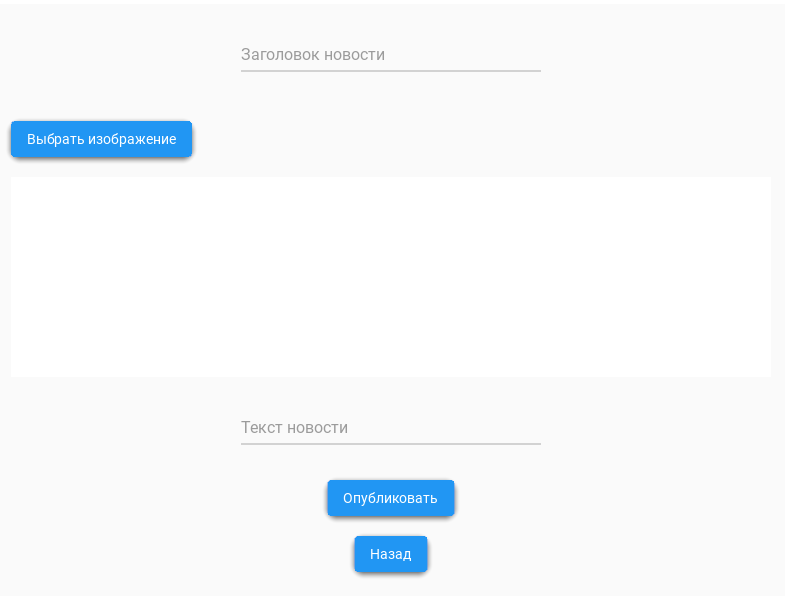 Заголовок новости
Выбрать изображение
Текст новости
Опубликовать
Назад